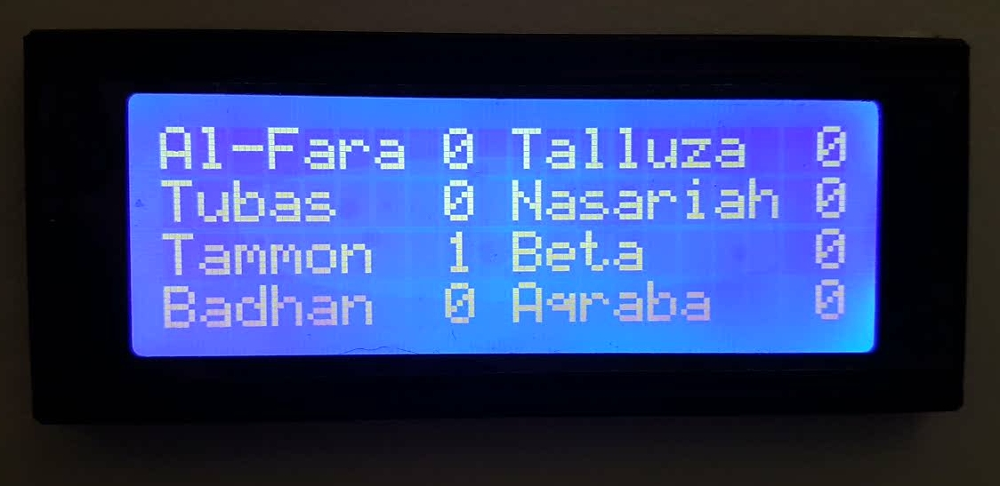 Al-Fara 0 Talluza 0
Tubas 0 Nasariah 0
Tammon 1 Beta 0
Badhan 0 Aqraba 0